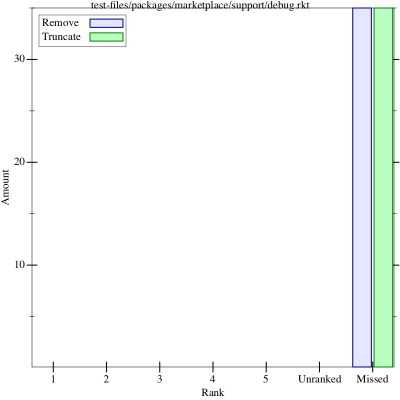 test-files/packages/marketplace/support/debug.rkt
Remove
Truncate
30
20
10
Amount
1 2 3 4 5 Unranked Missed
Rank